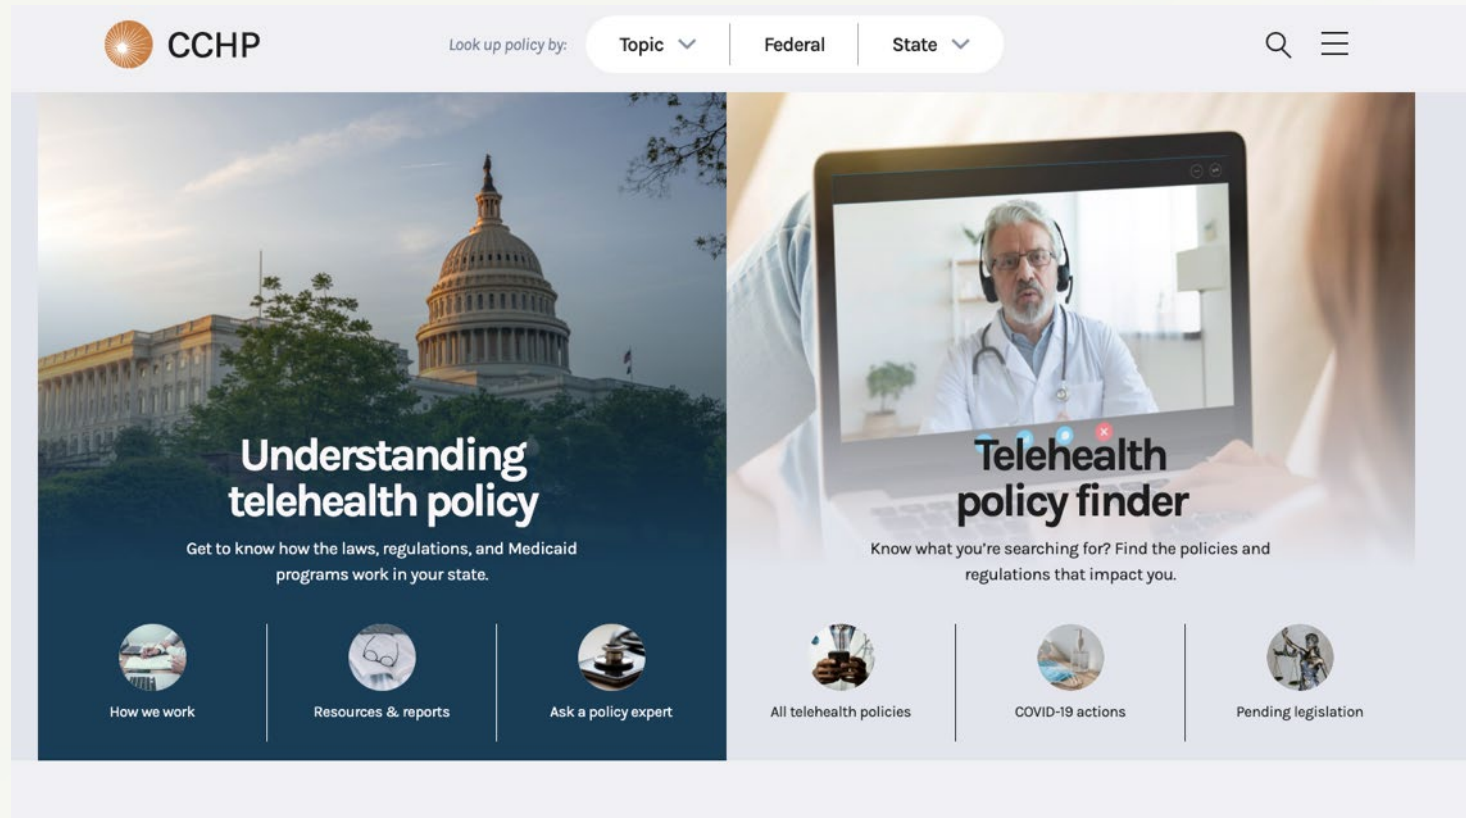 CCHP
Look up policy by:
Topic
Federal
State
Understanding
telehealth policy
Get to know how the laws, regulations, and Medicaid
programs work in your state.
How we work
Resources & reports
Ask a policy expert
Telehealth
policy finder
Know what you're searching for? Find the policies and
regulations that impact you.
All telehealth policies
COVID-19 actions
Pending legislation